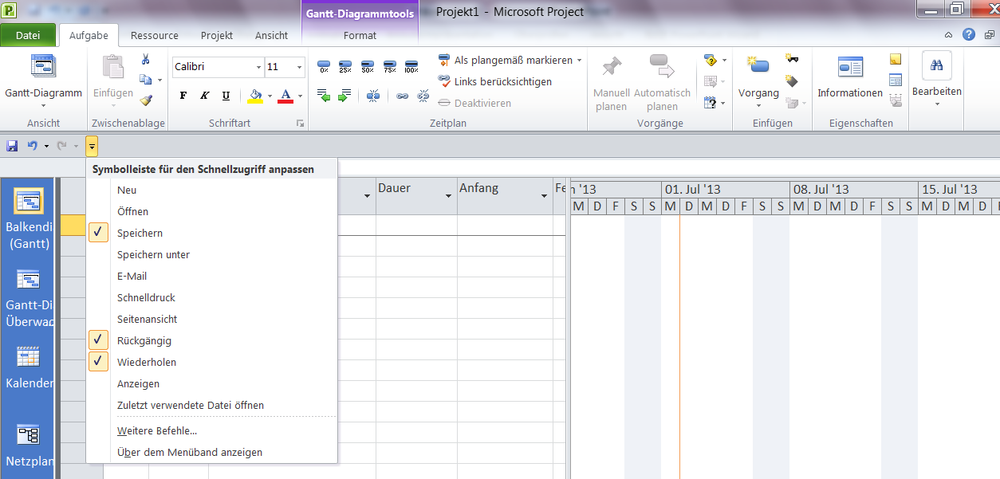 Gantt-Diagrammtools
Projekt1 - Microsoft Project
Datei
Aufgabe
Ressource
Projekt
Ansicht
Format
Gantt-Diagramm
Ansicht
Einfügen
Zwischenablage
Calibri
11
F K U A
Schriftart
0% 25% 50% 75% 100%
Als plangemäß markieren
Links berücksichtigen
Deaktivieren
Zeitplan
Manuell
planen
Automatisch
planen
Vorgänge
Vorgang
Einfügen
Informationen
Eigenschaften
Bearbeiten
Symbolleiste für den Schnellzugriff anpassen
Neu
Öffnen
Speichern
Speichern unter
E-Mail
Schnelldruck
Seitenansicht
Rückgängig
Wiederholen
Anzeigen
Zuletzt verwendete Datei öffnen
Weitere Befehle...
Über dem Menüband anzeigen
Balkendi
(Gantt)
Gantt-Di
Überwac
Kalender
Netzplan
Dauer
Anfang
Fe
n '13
01. Jul '13
08. Jul '13
15. Jul '13
M D F S S M D M D F S S M D M D F S S M D M D F